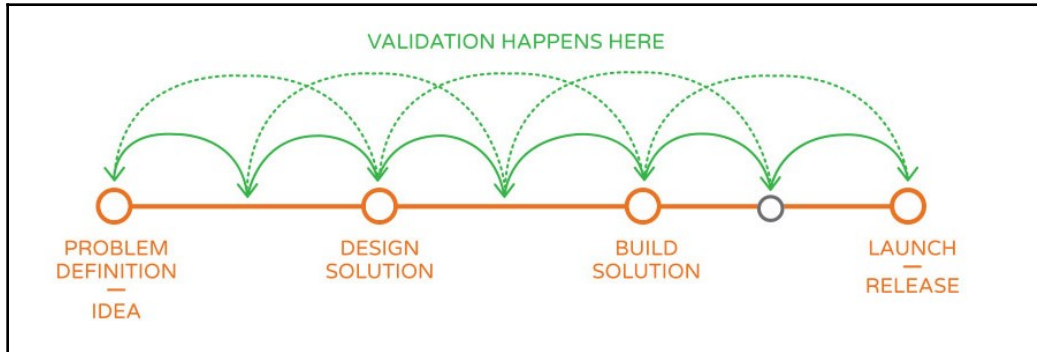 VALIDATION HAPPENS HERE
PROBLEM
DEFINITION
—
IDEA
DESIGN
SOLUTION
BUILD
SOLUTION
LAUNCH
—
RELEASE